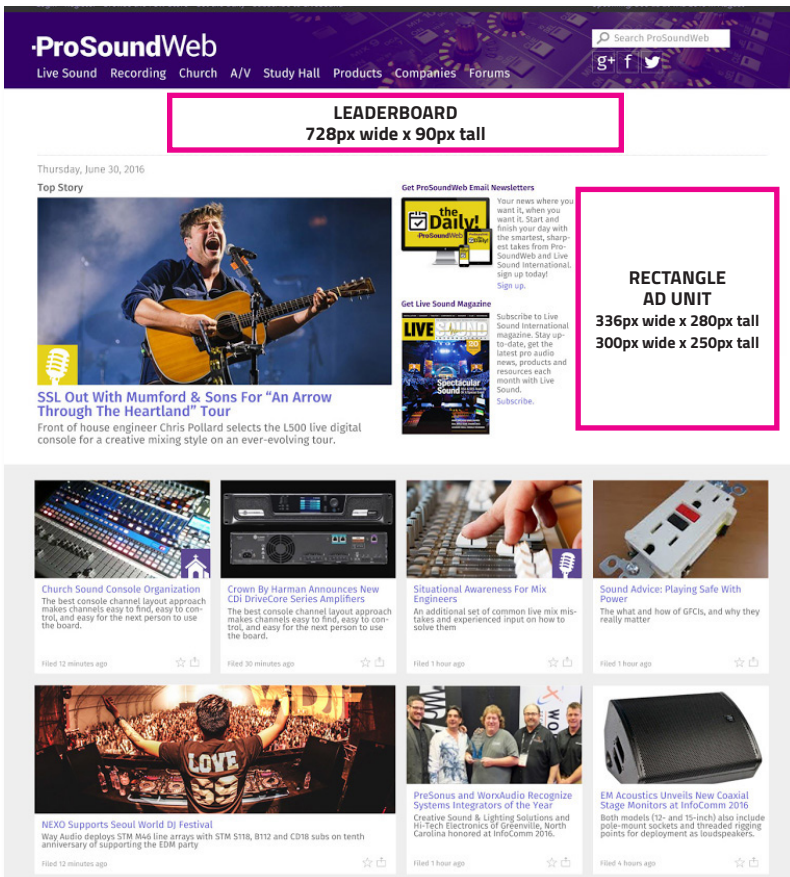 ·ProSoundWeb
Search ProSoundWeb
g+ f
Live Sound Recording Church A/V Study Hall Products Companies Forums
LEADERBOARD
728px wide x 90px tall
Thursday, June 30, 2016
Top Story
SSL Out With Mumford & Sons For “An Arrow
Through The Heartland” Tour
Front of house engineer Chris Pollard selects the L500 live digital
console for a creative mixing style on an ever-evolving tour.
Get ProSoundWeb Email Newsletters
the
Daily!
·ProSoundWeb
Your news where you
want it, when you
want it. Start and
finish your day with
the smartest, sharp-
est takes from Pro-
SoundWeb and Live
Sound International,
sign up today!
Sign up.
Get Live Sound Magazine
LIVE SOUND
Spectacular
Sound
Subscribe to Live
Sound International
magazine. Stay up-
to-date, get the
latest pro audio
news, products and
resources each
month with Live
Sound.
Subscribe.
RECTANGLE
AD UNIT
336px wide x 280px tall
300px wide x 250px tall
Church Sound Console Organization
The best console channel layout approach
makes channels easy to find, easy to con-
trol, and easy for the next person to use
the board.
Filed 12 minutes ago
Crown By Harman Announces New
CDi DriveCore Series Amplifiers
The best console channel layout approach
makes channels easy to find, easy to con-
trol, and easy for the next person to use
the board.
Filed 30 minutes ago
Situational Awareness For Mix
Engineers
An additional set of common live mix mis-
takes and experienced input on how to
solve them
Filed 1 hour ago
Sound Advice: Playing Safe With
Power
The what and how of GFCIs, and why they
really matter
Filed 1 hour ago
LOVE
NEXO Supports Seoul World DJ Festival
Way Audio deploys STM M46 line arrays with STM S118, B112 and CD18 subs on tenth
anniversary of supporting the EDM party
Filed 12 minutes ago
PreSonus and WorxAudio Recognize
Systems Integrators of the Year
Creative Sound & Lighting Solutions and
Hi-Tech Electronics of Greenville, North
Carolina honored at InfoComm 2016.
Filed 1 hour ago
EM Acoustics Unveils New Coaxial
Stage Monitors at InfoComm 2016
Both models (12- and 15-inch) also include
pole-mount sockets and threaded rigging
points for deployment as loudspeakers.
Filed 4 hours ago